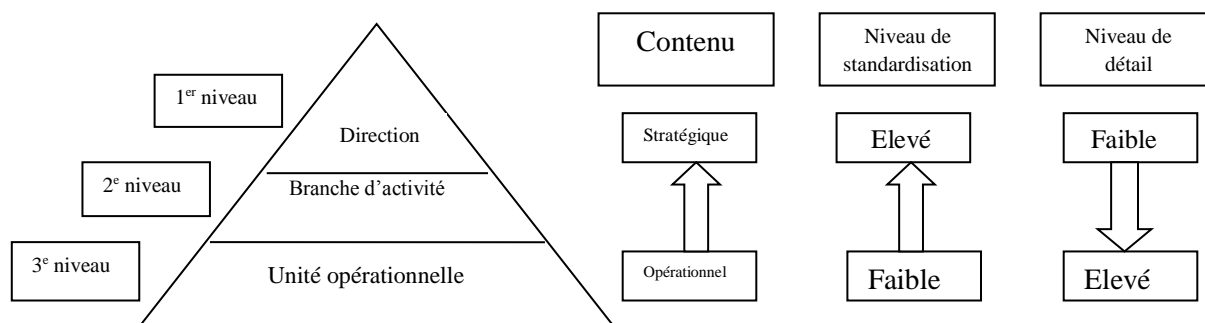 Contenu
Niveau de
standardisation
Niveau de
détail
1er niveau
Direction
Stratégique
Elevé
Faible
2e niveau
Branche d’activité
3e niveau
Unité opérationnelle
Opérationnel
Faible
Elevé